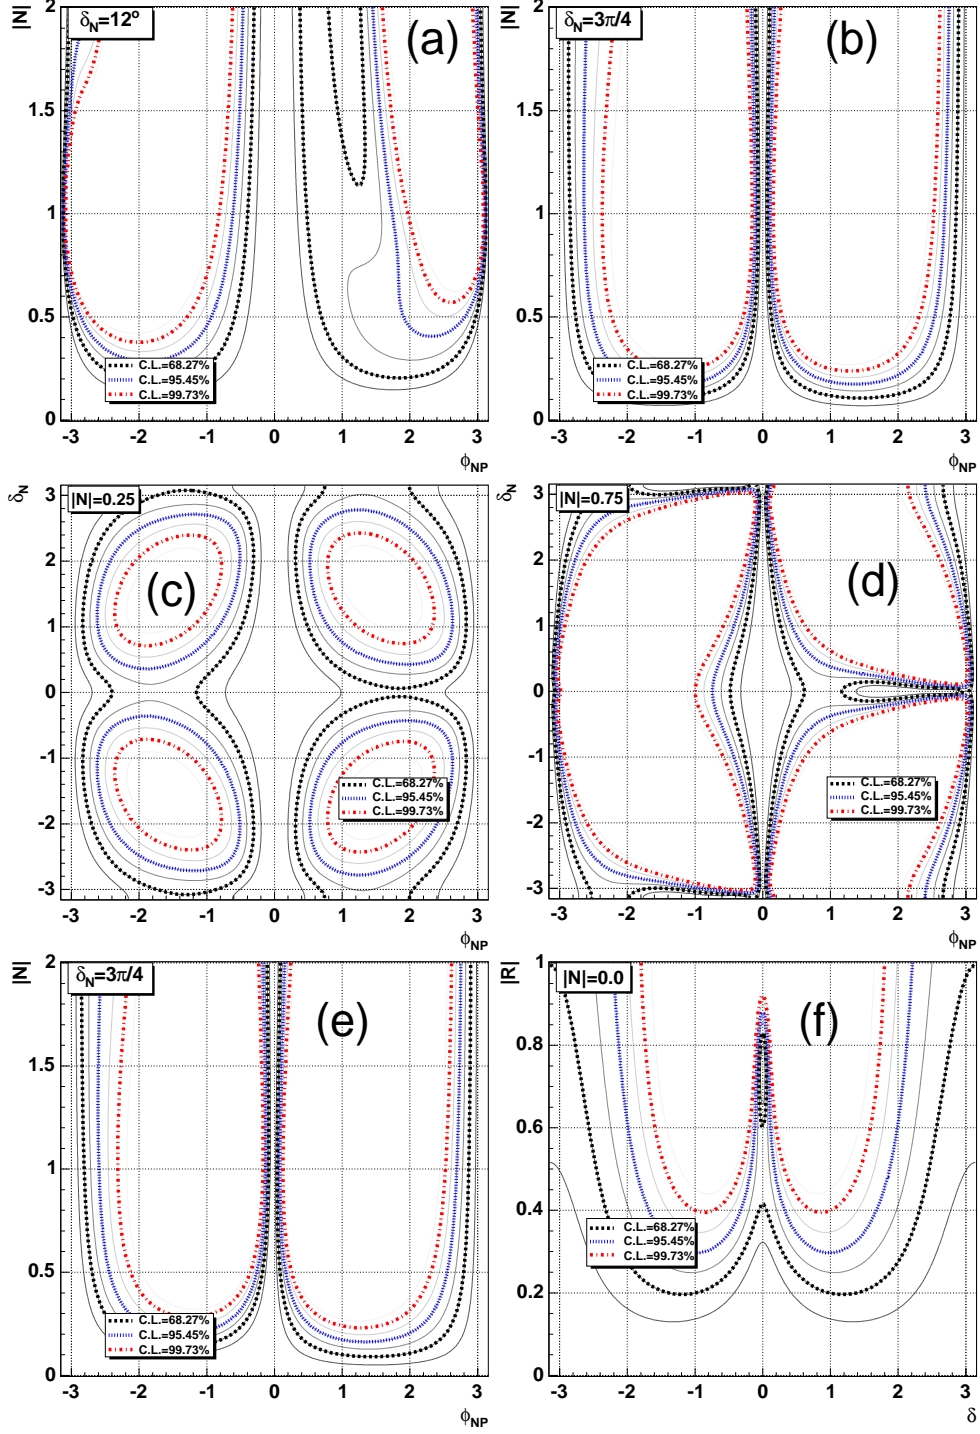 |N|
δN=12°
(a)
2
1.5
1
0.5
0
C.L.=68.27%
C.L.=95.45%
C.L.=99.73%
-3 -2 -1 0 1 2 3
ϕNP
|N|
δN=3π/4
(b)
2
1.5
1
0.5
0
C.L.=68.27%
C.L.=95.45%
C.L.=99.73%
-3 -2 -1 0 1 2 3
ϕNP
δN
|N|=0.25
(c)
3
2
1
0
-1
-2
-3
C.L.=68.27%
C.L.=95.45%
C.L.=99.73%
-3 -2 -1 0 1 2 3
ϕNP
δN
|N|=0.75
(d)
3
2
1
0
-1
-2
-3
C.L.=68.27%
C.L.=95.45%
C.L.=99.73%
-3 -2 -1 0 1 2 3
ϕNP
|N|
δN=3π/4
(e)
2
1.5
1
0.5
0
C.L.=68.27%
C.L.=95.45%
C.L.=99.73%
-3 -2 -1 0 1 2 3
ϕNP
|R|
|N|=0.0
(f)
1
0.8
0.6
0.4
0.2
0
C.L.=68.27%
C.L.=95.45%
C.L.=99.73%
-3 -2 -1 0 1 2 3
δ